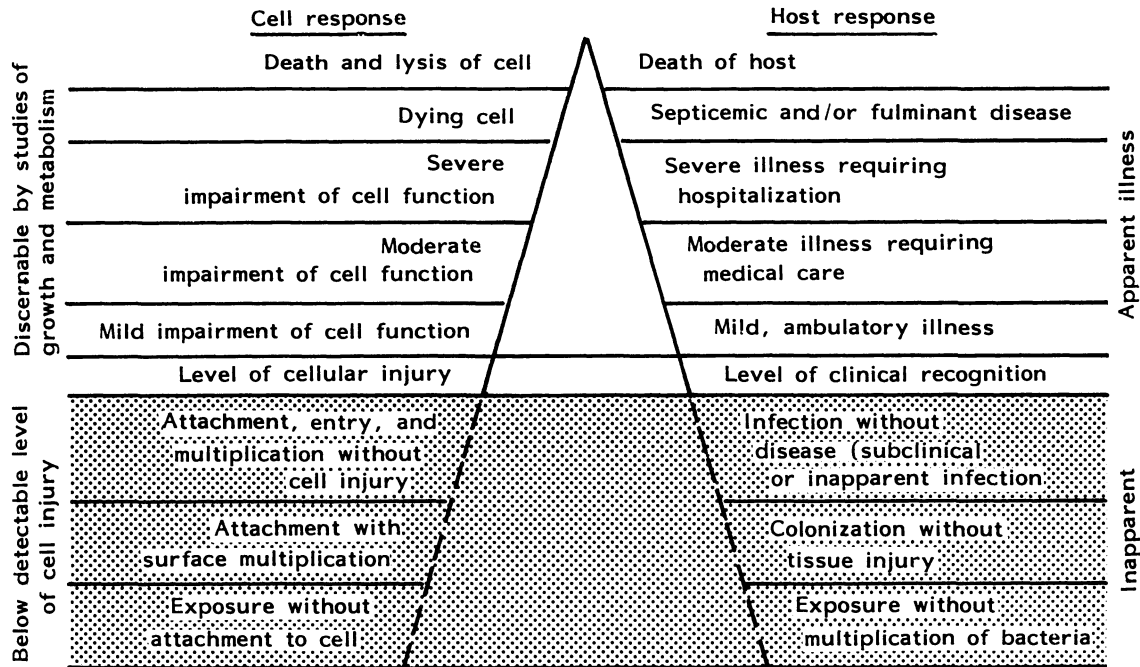 Cell response
Host response
Death and lysis of cell
Death of host
Dying cell
Septicemic and/or fulminant disease
Severe
impairment of cell function
Severe illness requiring
hospitalization
Moderate
impairment of cell function
Moderate illness requiring
medical care
Mild impairment of cell function
Mild, ambulatory illness
Level of cellular injury
Level of clinical recognition
Attachment, entry, and
multiplication without
cell injury
Infection without
disease (subclinical
or inapparent infection
Attachment with
surface multiplication
Colonization without
tissue injury
Exposure without
attachment to cell
Exposure without
multiplication of bacteria
Discernable by studies of
growth and metabolism
Below detectable level
of cell injury
Apparent illness
Inapparent